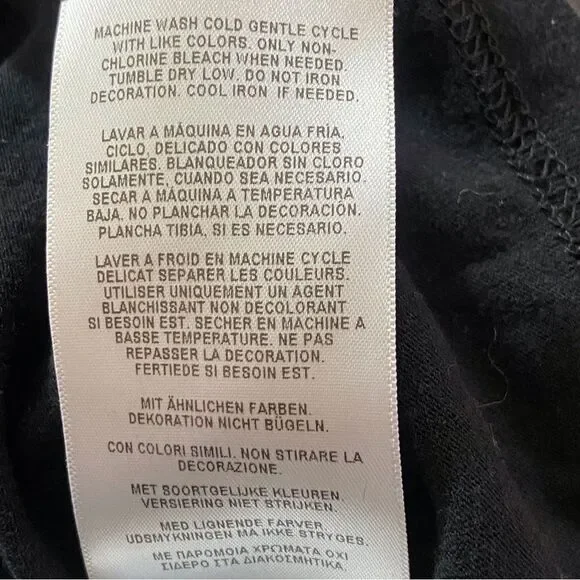 MACHINE WASH COLD GENTLE CYCLE
WITH LIKE COLORS. ONLY NON-
CHLORINE BLEACH WHEN NEEDED
TUMBLE DRY LOW. DO NOT IRON
DECORATION. COOL IRON IF NEEDED.
LAVAR A MÁQUINA EN AGUA FRÍA,
CICLO, DELICADO CON COLORES
SIMILARES. BLANQUEADOR SIN CLORO
SOLAMENTE, CUANDO SEA NECESARIO.
SECAR A MÁQUINA A TEMPERATURA
BAJA. NO PLANCHAR LA DECORACIÓN.
PLANCHA TIBIA, SI ES NECESARIO.
LAVER A FROID EN MACHINE CYCLE
DELICAT SEPARER LES COULEURS.
UTILISER UNIQUEMENT UN AGENT
BLANCHISSANT NON DECOLORANT
SI BESOIN EST. SECHER EN MACHINE A
BASSE TEMPERATURE. NE PAS
REPASSER LA DECORATION.
FERTIEDE SI BESOIN EST.
MIT ÄHNLICHEN FARBEN.
DEKORATION NICHT BÜGELN.
CON COLORI SIMILI. NON STIRARE LA
DECORAZIONE.
MET SOORTGELIJKE KLEUREN.
VERSIERING NIET STRIJKEN.
MED LIGNENDE FARVER
UDSMYKNINGEN MA IKKE STRYGES.
ΜΕ ΠΑΡΟΜΟΙΑ ΧΡΩΜΑΤΑ ΟΧΙ
ΣΙΔΕΡΟ ΣΤΑ ΔΙΑΚΟΣΜΗΤΙΚΑ